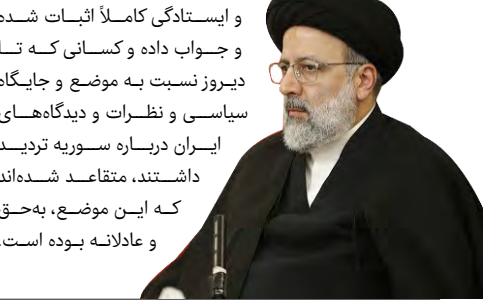 و ایستادگی کاملاً اثبات شده
و جواب داده و کسانی که تا
دیروز نسبت به موضع و جایگاه
سیاسی و نظرات و دیدگاه‌های
ایران درباره سوریه تردید
داشتند، متقاعد شده‌اند
که این موضع، به‌حق
و عادلانه بوده است.